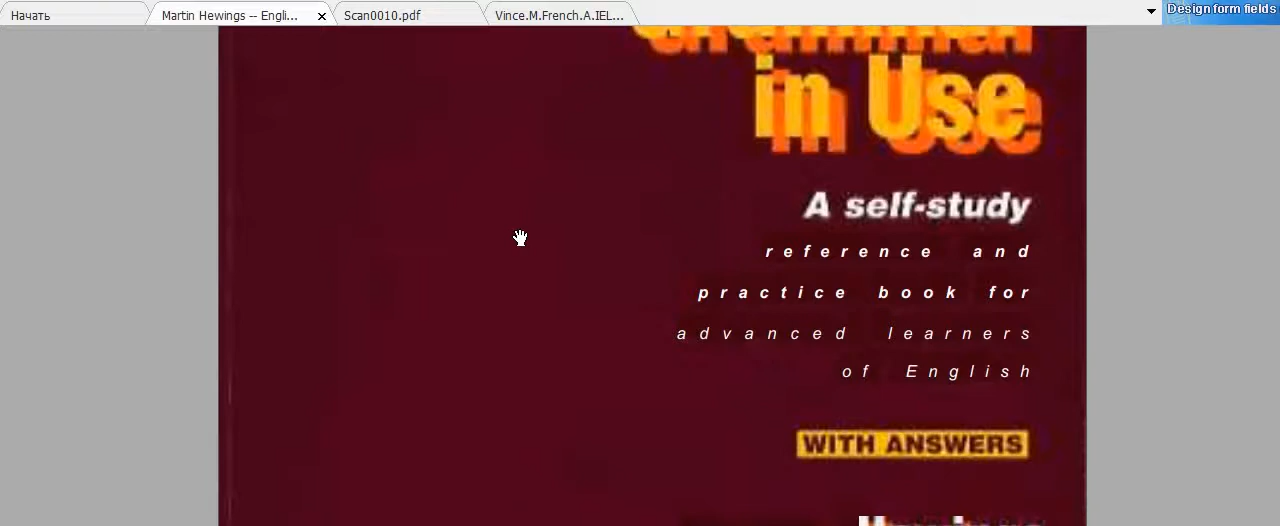 Начать
Martin Hewings -- Engli...
Scan0010.pdf
Vince.M.French.A.IEL...
Design form fields
in Use
A self-study
reference and
practice book for
advanced learners
of English
WITH ANSWERS